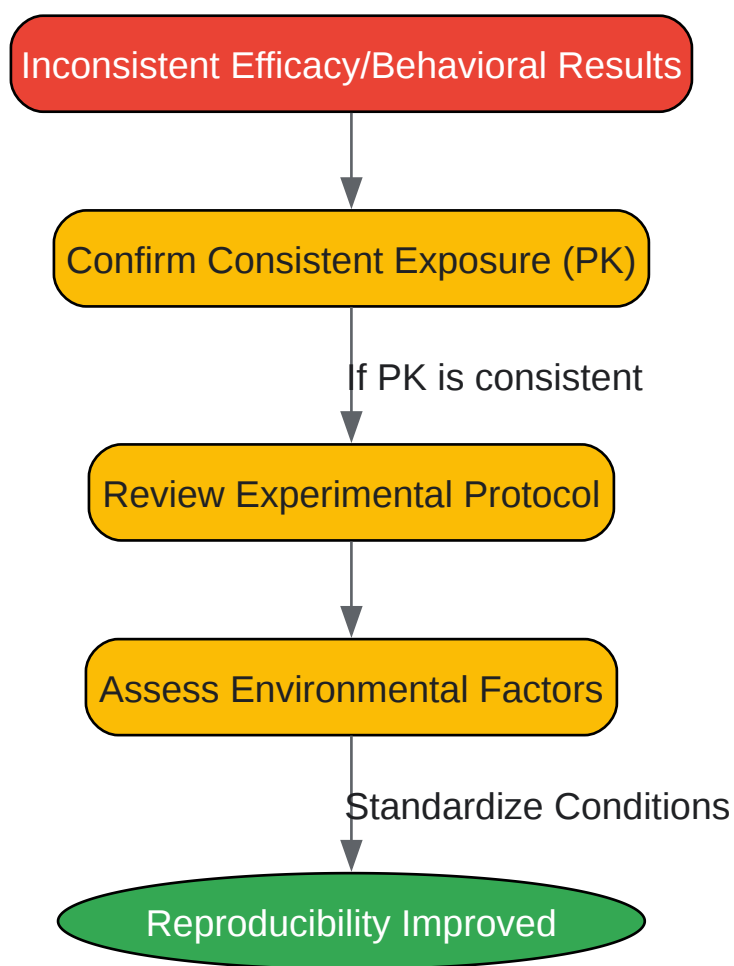 Inconsistent Efficacy/Behavioral Results
Confirm Consistent Exposure (PK)
If PK is consistent
Review Experimental Protocol
Assess Environmental Factors
Standardize Conditions
Reproducibility Improved